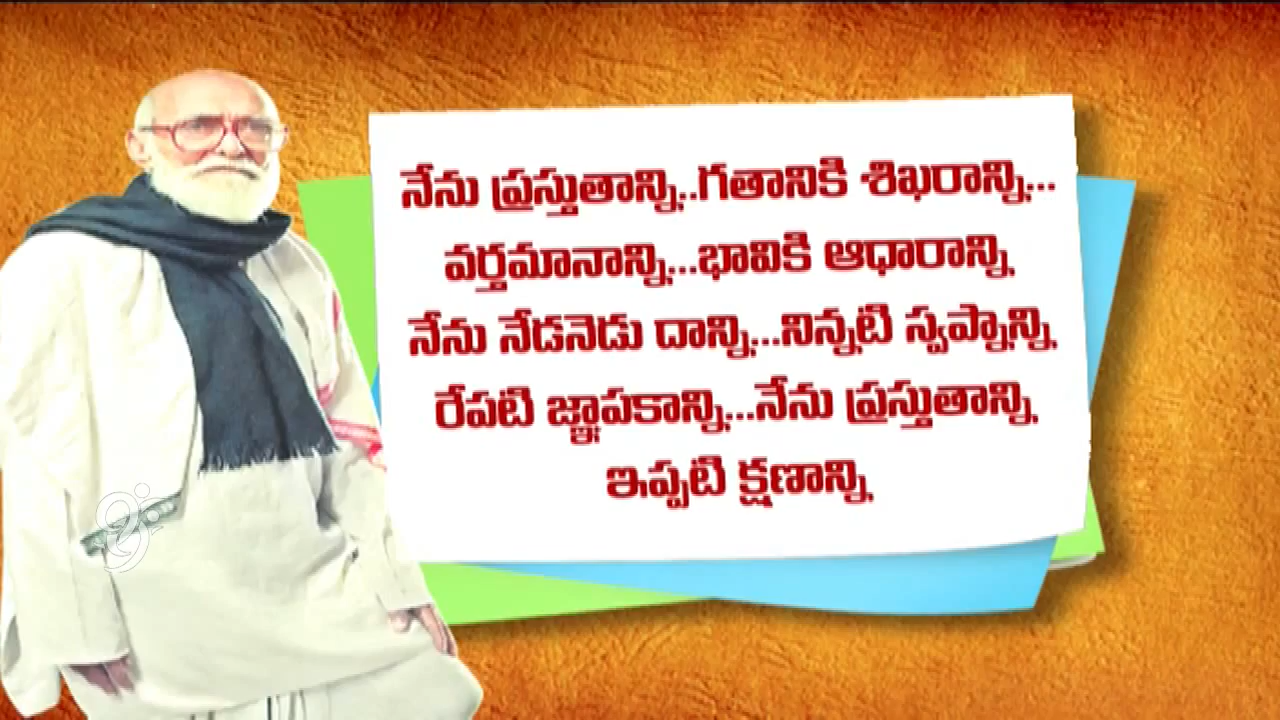 నేను ప్రస్తుతాన్ని..గతానికి శిఖరాన్ని...
వర్తమానాన్ని...భావికి ఆధారాన్ని
నేను నేడనెడు దాన్ని...నిన్నటి స్వప్నాన్ని
రేపటి జ్ఞాపకాన్ని...నేను ప్రస్తుతాన్ని
ఇప్పటి క్షణాన్ని